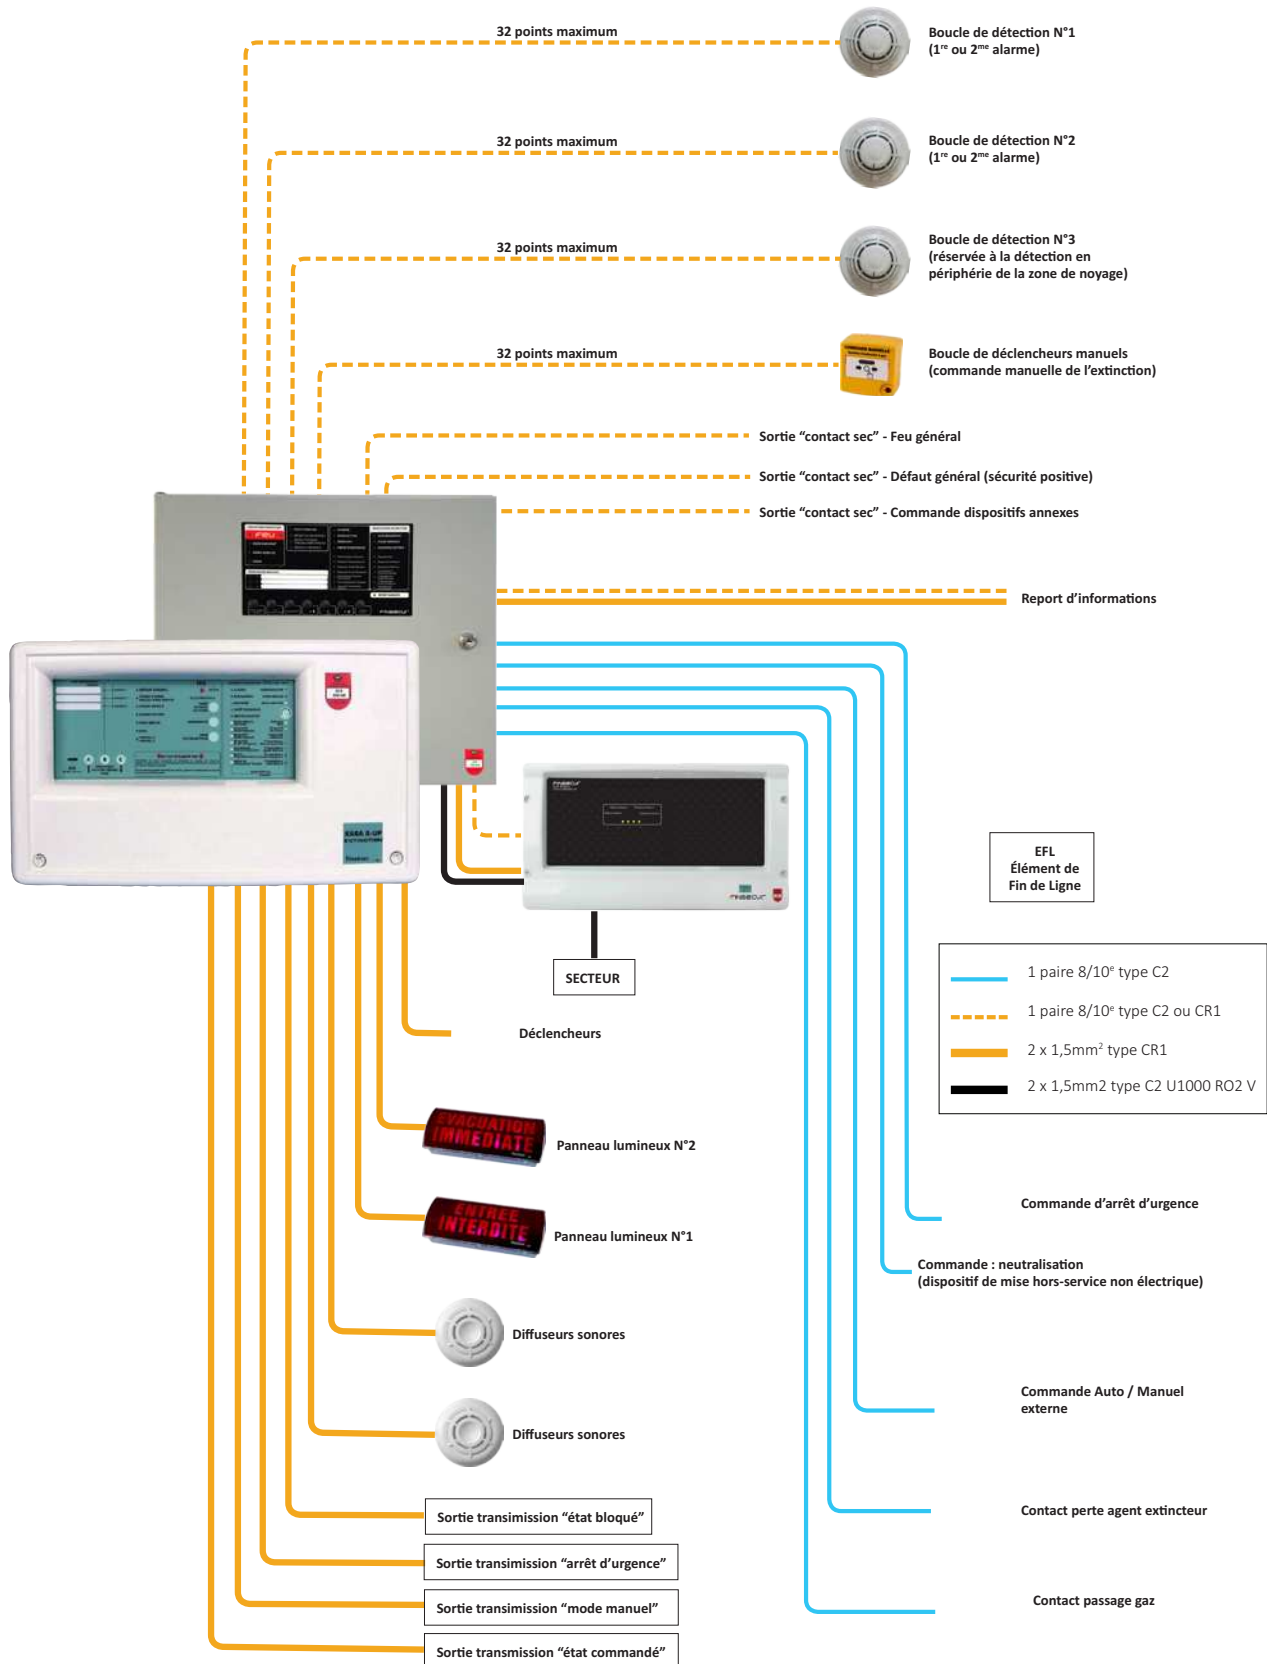 32 points maximum
Boucle de détection N°1
(1re ou 2me alarme)
32 points maximum
Boucle de détection N°2
(1re ou 2me alarme)
32 points maximum
Boucle de détection N°3
(réservée à la détection en
périphérie de la zone de noyage)
32 points maximum
Boucle de déclencheurs manuels
(commande manuelle de l’extinction)
Sortie “contact sec” - Feu général
Sortie “contact sec” - Défaut général (sécurité positive)
Sortie “contact sec” - Commande dispositifs annexes
FEU
Report d’informations
EFL
Élément de
Fin de Ligne
SECTEUR
1 paire 8/10e type C2
1 paire 8/10e type C2 ou CR1
2 x 1,5mm2 type CR1
2 x 1,5mm2 type C2 U1000 RO2 V
Déclencheurs
EVACUATION
IMMEDIATE
Panneau lumineux N°2
ENTREE
INTERDITE
Panneau lumineux N°1
Commande d’arrêt d’urgence
Commande : neutralisation
(dispositif de mise hors-service non électrique)
Diffuseurs sonores
Commande Auto / Manuel
externe
Diffuseurs sonores
Sortie transimission “état bloqué”
Contact perte agent extincteur
Sortie transimission “arrêt d’urgence”
Sortie transimission “mode manuel”
Contact passage gaz
Sortie transmission “état commandé”